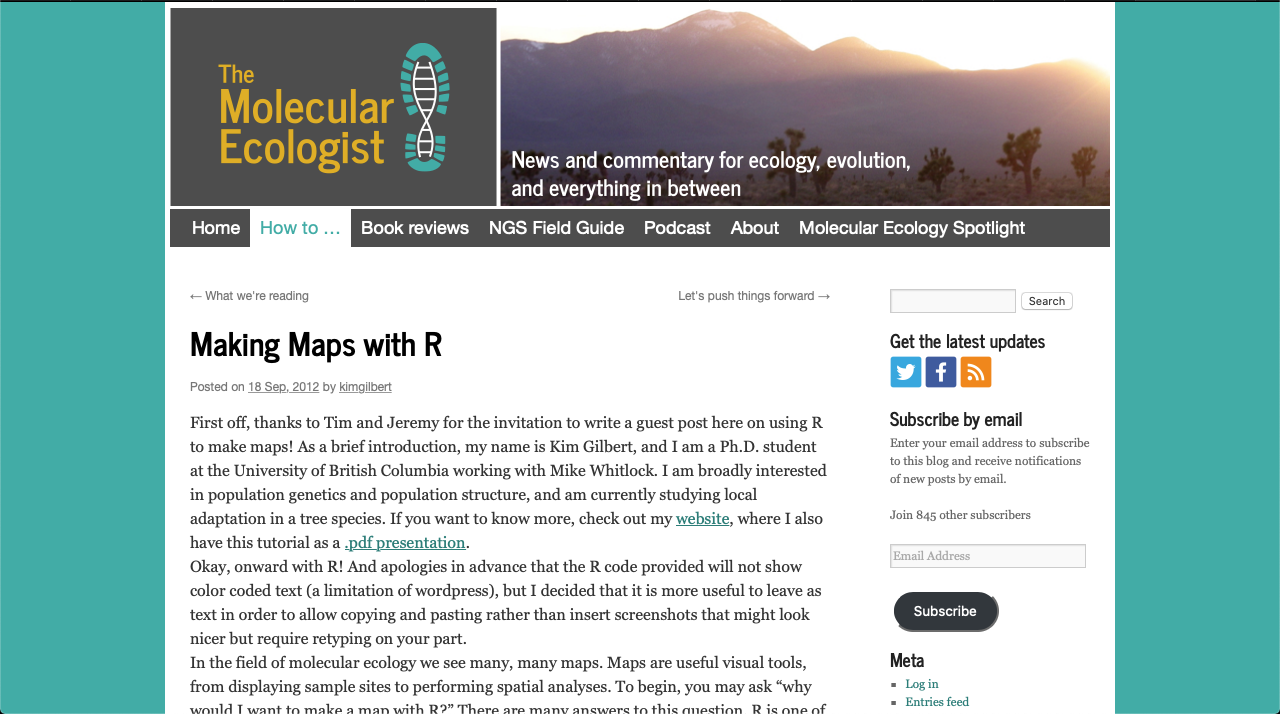 The
Molecular
Ecologist
News and commentary for ecology, evolution,
and everything in between
Home How to … Book reviews NGS Field Guide Podcast About Molecular Ecology Spotlight
← What we're reading
Let's push things forward →
Making Maps with R
Posted on 18 Sep, 2012 by kimgilbert
First off, thanks to Tim and Jeremy for the invitation to write a guest post here on using R
to make maps! As a brief introduction, my name is Kim Gilbert, and I am a Ph.D. student
at the University of British Columbia working with Mike Whitlock. I am broadly interested
in population genetics and population structure, and am currently studying local
adaptation in a tree species. If you want to know more, check out my website, where I also
have this tutorial as a .pdf presentation.
Okay, onward with R! And apologies in advance that the R code provided will not show
color coded text (a limitation of wordpress), but I decided that it is more useful to leave as
text in order to allow copying and pasting rather than insert screenshots that might look
nicer but require retyping on your part.
In the field of molecular ecology we see many, many maps. Maps are useful visual tools,
from displaying sample sites to performing spatial analyses. To begin, you may ask “why
would I want to make a map with R?” There are many answers to this question. R is one of
Search
Get the latest updates
Subscribe by email
Enter your email address to subscribe
to this blog and receive notifications
of new posts by email.
Join 845 other subscribers
Email Address
Subscribe
Meta
Log in
Entries feed